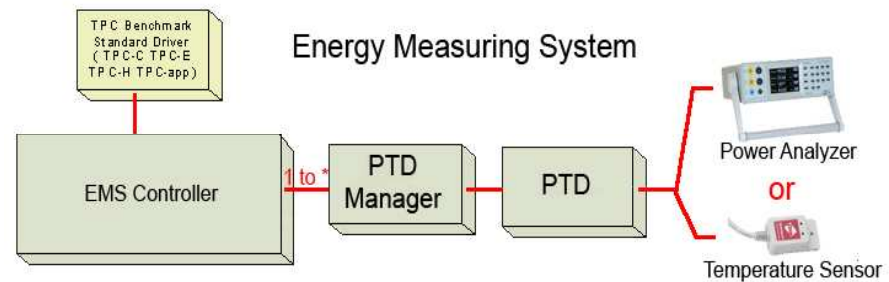 TPC Benchmark
Standard Driver
( TPC-C TPC-E
TPC-H TPC-app)
Energy Measuring System
EMS Controller
1 to *
PTD
Manager
PTD
Power Analyzer
or
Temperature Sensor